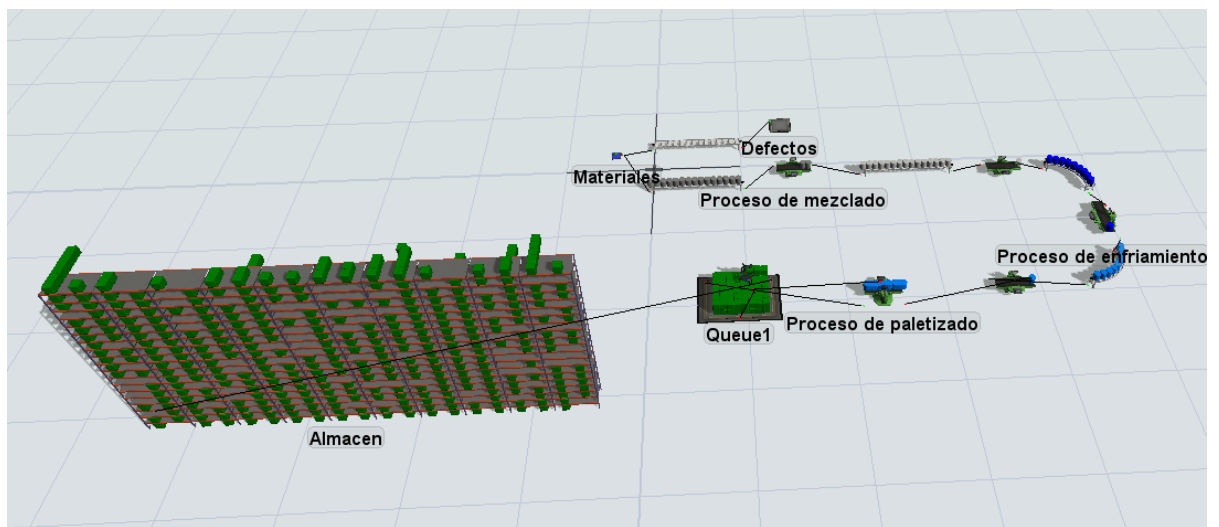 Defectos
Materiales
Proceso de mezclado
Proceso de enfriamiento
Proceso de paletizado
Queue1
Almacen